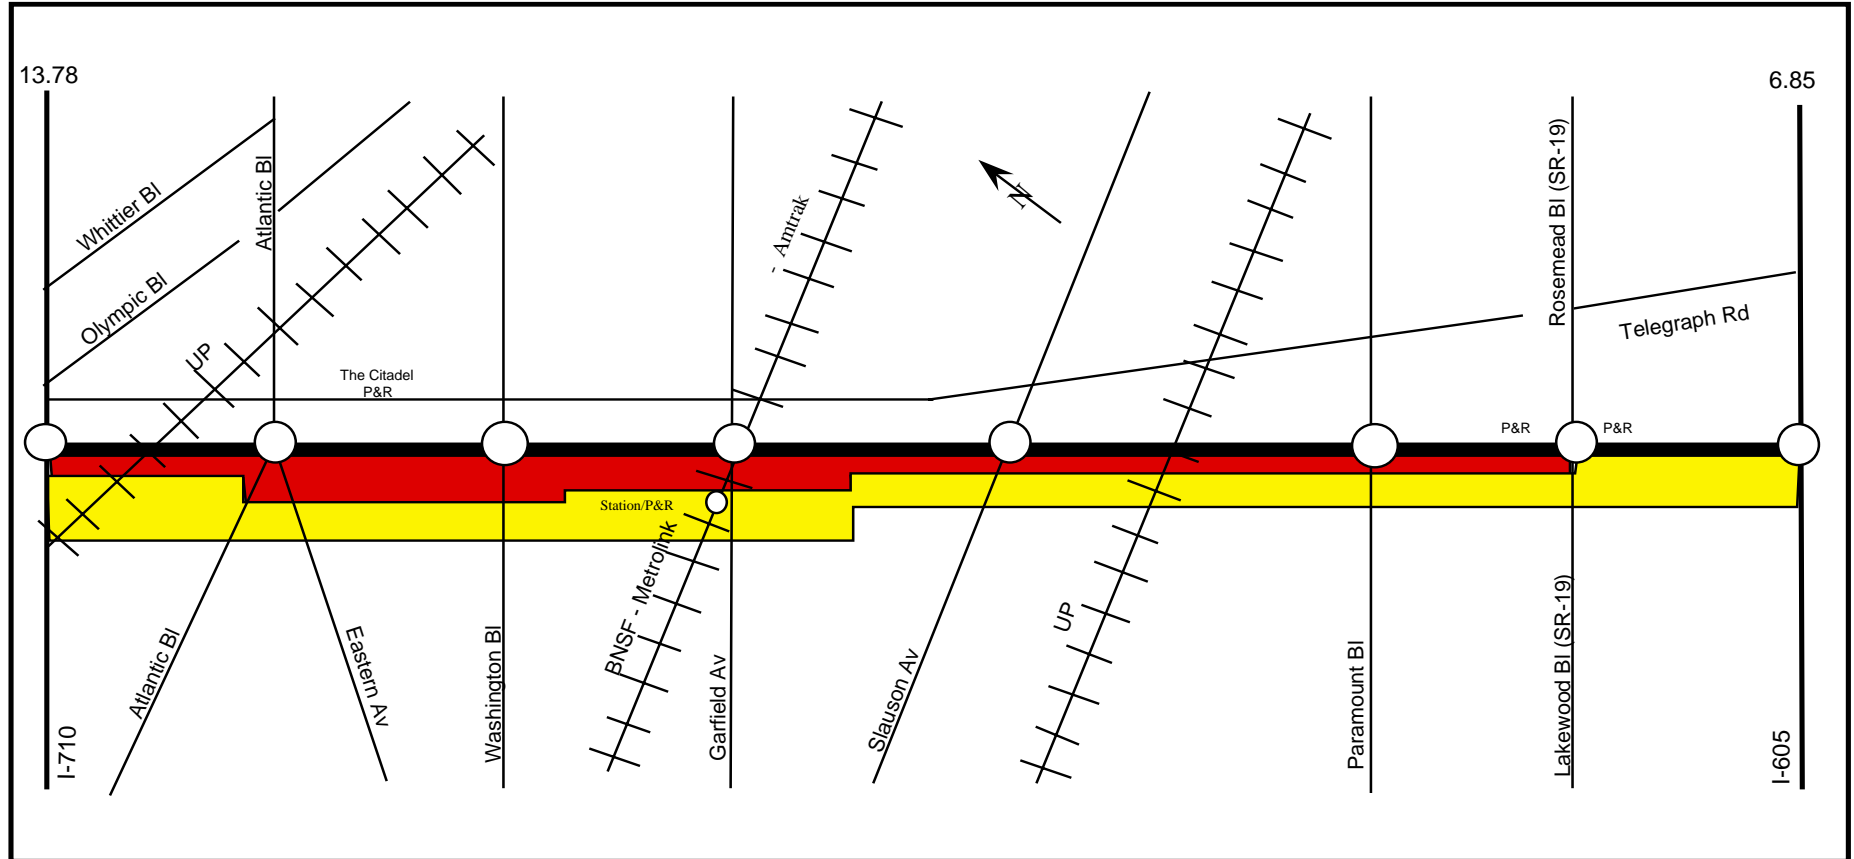 13.78
6.85
Whittier Bl
Atlantic Bl
Olympic Bl
UP
The Citadel
P&R
- Amtrak
N
Rosemead Bl (SR-19)
Telegraph Rd
P&R
P&R
Station/P&R
Atlantic Bl
Eastern Av
Washington Bl
BNSF - Metrolink
Garfield Av
Slauson Av
UP
Paramount Bl
Lakewood Bl (SR-19)
I-710
I-605